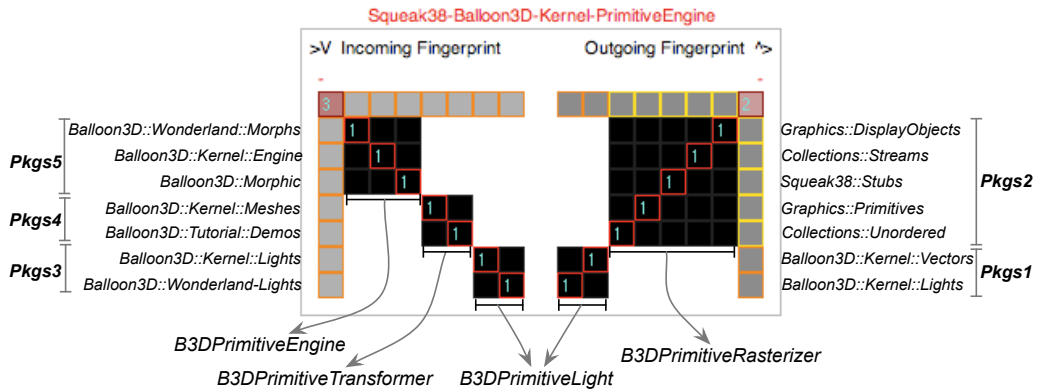 Squeak38-Balloon3D-Kernel-PrimitiveEngine
>V Incoming Fingerprint
Outgoing Fingerprint ^>
-
-
3
2
Balloon3D::Wonderland::Morphs
1
1
Graphics::DisplayObjects
Pkgs5
Balloon3D::Kernel::Engine
1
1
Collections::Streams
Balloon3D::Morphic
1
1
Squeak38::Stubs
Pkgs2
Pkgs4
Balloon3D::Kernel::Meshes
1
1
Graphics::Primitives
Balloon3D::Tutorial::Demos
1
1
Collections::Unordered
Pkgs3
Balloon3D::Kernel::Lights
1
1
Balloon3D::Kernel::Vectors
Pkgs1
Balloon3D::Wonderland-Lights
1
1
Balloon3D::Kernel::Lights
B3DPrimitiveEngine
B3DPrimitiveRasterizer
B3DPrimitiveTransformer
B3DPrimitiveLight